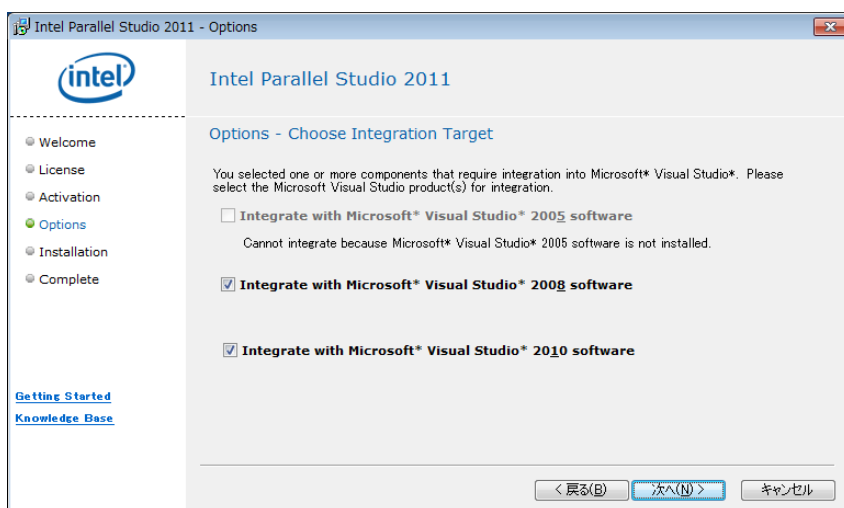 Intel Parallel Studio 2011 - Options
intel
Intel Parallel Studio 2011
Welcome
License
Activation
Options
Installation
Complete
Getting Started
Knowledge Base
Options - Choose Integration Target
You selected one or more components that require integration into Microsoft* Visual Studio*. Please
select the Microsoft Visual Studio product(s) for integration.
Integrate with Microsoft* Visual Studio* 2005 software
Cannot integrate because Microsoft* Visual Studio* 2005 software is not installed.
Integrate with Microsoft* Visual Studio* 2008 software
Integrate with Microsoft* Visual Studio* 2010 software
< 戻る(B)
次へ(N) >
キャンセル